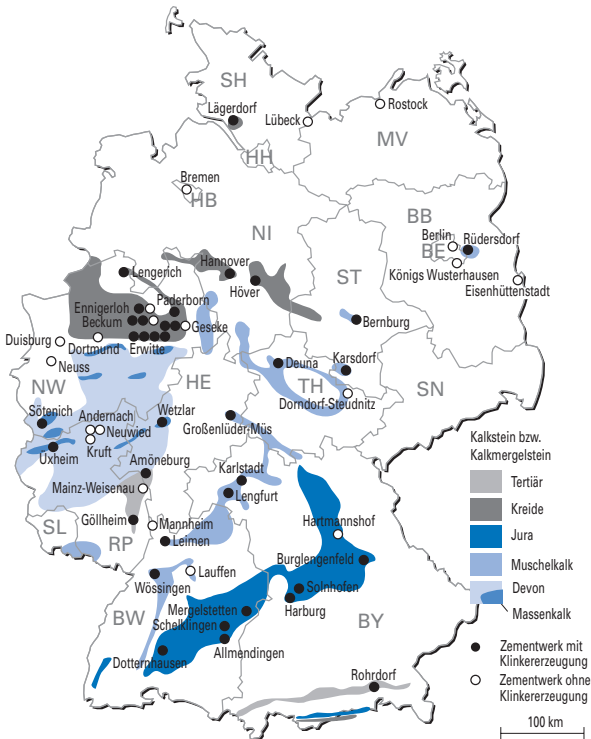 SH
Lägerdorf
Lübeck
Rostock
MV
HH
Bremen
HB
NI
BB
Berlin
BE
Rüdersdorf
Königs Wusterhausen
Eisenhüttenstadt
Lengerich
Hannover
Höver
ST
Bernburg
Ennigerloh
Paderborn
Beckum
Geseke
Duisburg
Dortmund
Erwitte
Neuss
NW
HE
Deuna
Karsdorf
TH
Dorndorf-Steudnitz
SN
Sötenich
Andernach
Neuwied
Wetzlar
Großenlüder-Müs
Kruft
Üxheim
Amöneburg
Mainz-Weisenau
Karlstadt
Lengfurt
SL
Göllheim
RP
Mannheim
Leimen
Hartmannshof
Burglengenfeld
Wössingen
Lauffen
Solnhofen
Harburg
BW
Mergelstetten
Schelklingen
BY
Allmendingen
Dotternhausen
Rohrdorf
Kalkstein bzw.
Kalkmergelstein
Tertiär
Kreide
Jura
Muschelkalk
Devon
Massenkalk
Zementwerk mit
Klinkererzeugung
Zementwerk ohne
Klinkererzeugung
100 km